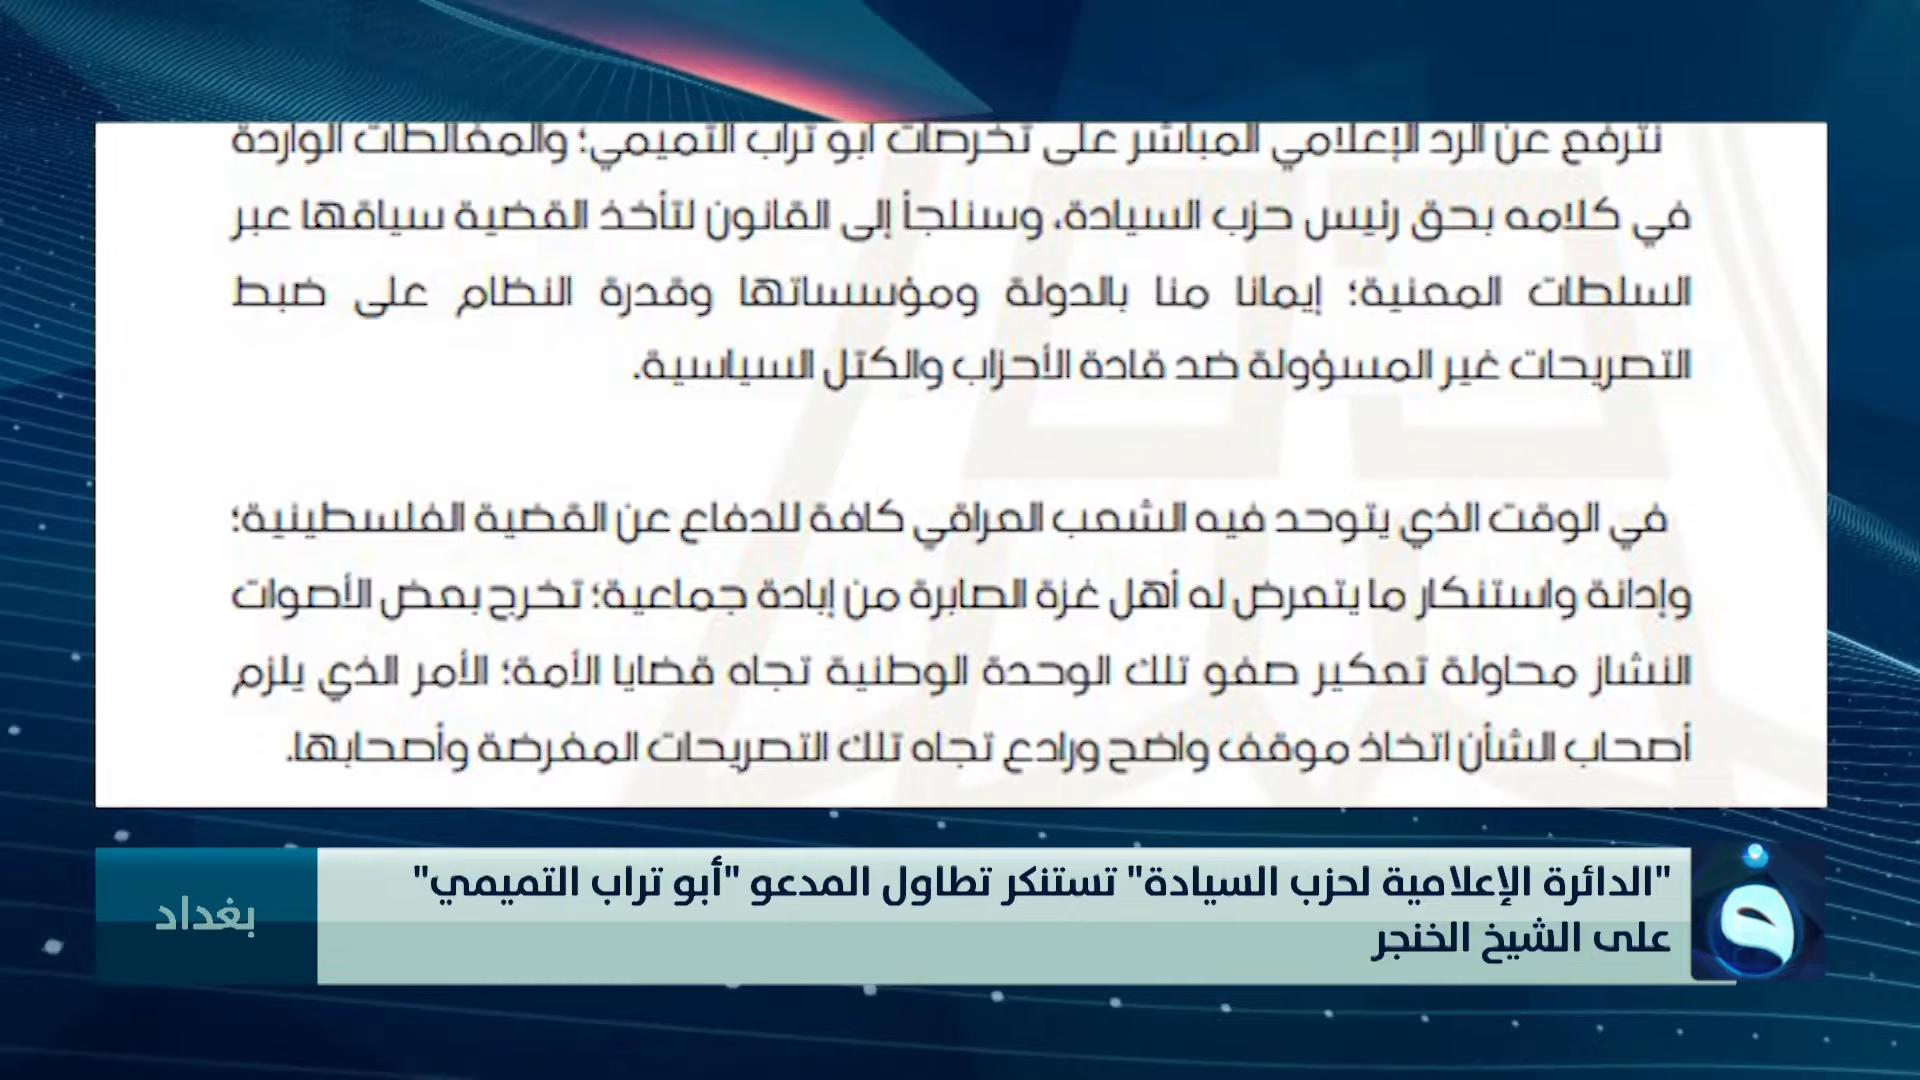 نترفع عن الرد الإعلامي المباشر على تخرصات أبو تراب التميمي؛ والمغالطات الواردة
في كلامه بحق رئيس حزب السيادة، وسنلجأ إلى القانون لتأخذ القضية سياقها عبر
السلطات المعنية؛ إيمانا منا بالدولة ومؤسساتها وقدرة النظام على ضبط
التصريحات غير المسؤولة ضد قادة الأحزاب والكتل السياسية.
في الوقت الذي يتوحد فيه الشعب العراقي كافة للدفاع عن القضية الفلسطينية؛
وإدانة واستنكار ما يتعرض له أهل غزة الصابرة من إبادة جماعية؛ تخرج بعض الأصوات
النشاز محاولة تعكير صفو تلك الوحدة الوطنية تجاه قضايا الأمة؛ الأمر الذي يلزم
أصحاب الشأن اتخاذ موقف واضح ورادع تجاه تلك التصريحات المغرضة وأصحابها.
"الدائرة الإعلامية لحزب السيادة" تستنكر تطاول المدعو "أبو تراب التميمي"
على الشيخ الخنجر
بغداد